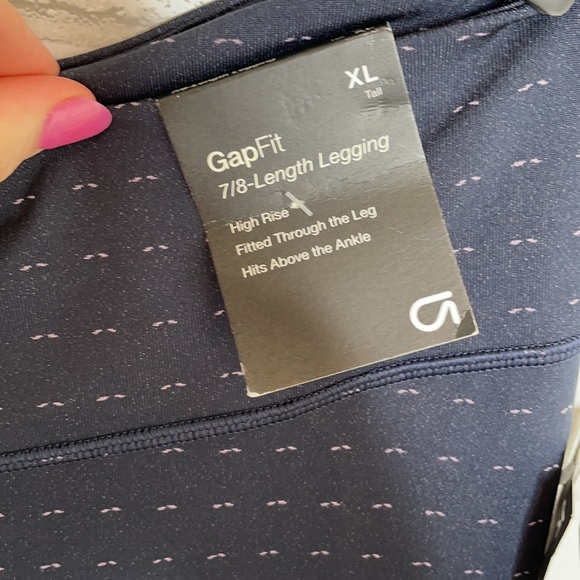 XL
Tall
GapFit
7/8-Length Legging
High Rise
Fitted Through the Leg
Hits Above the Ankle